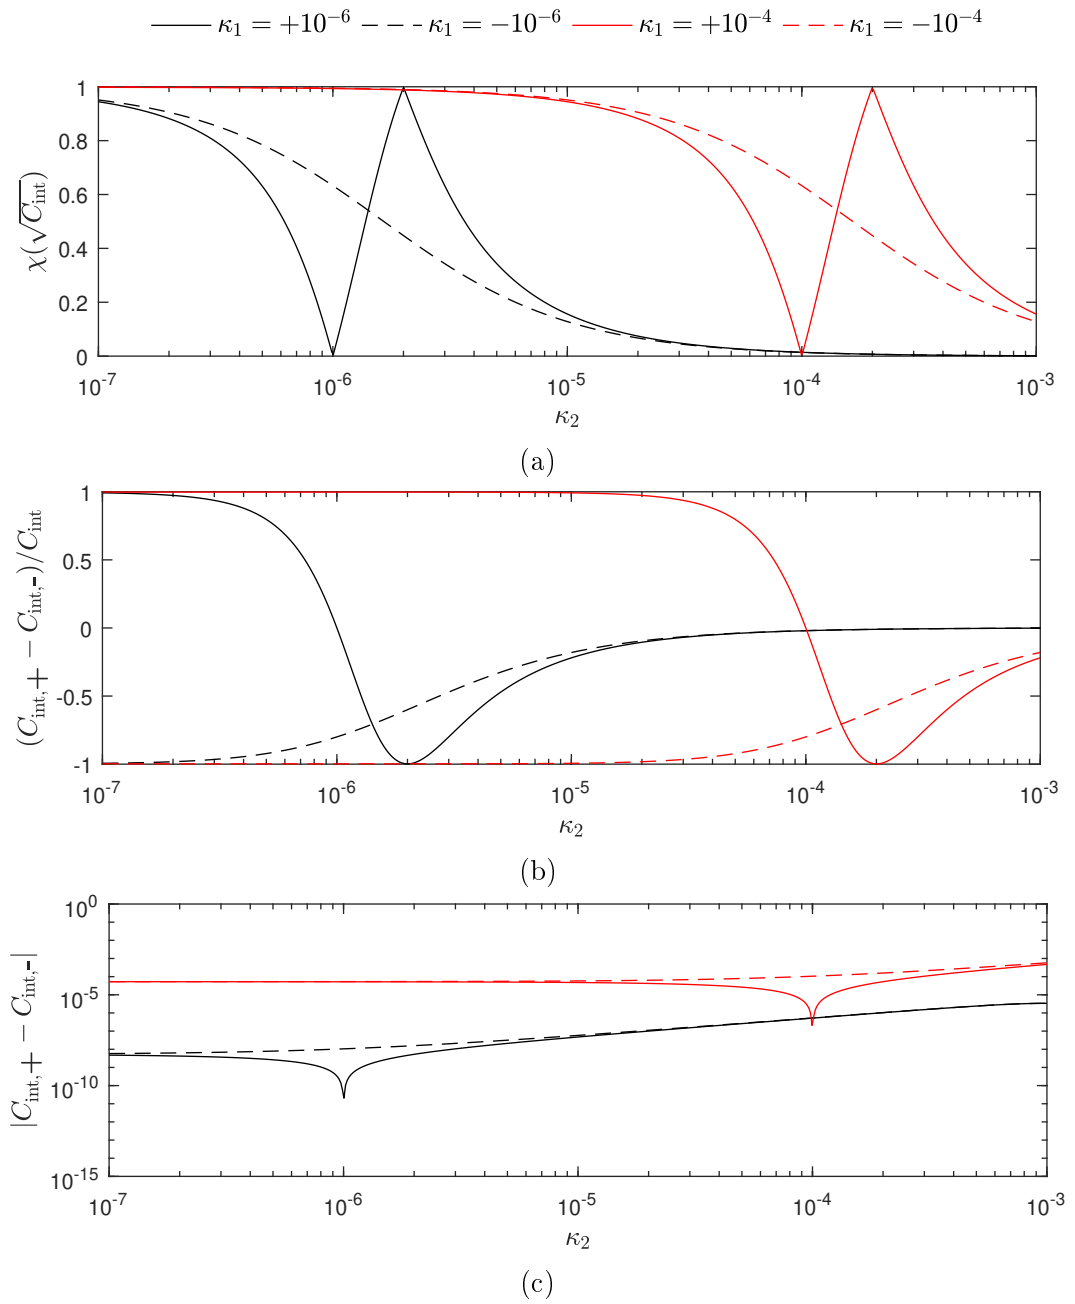 κ₁ = +10⁻⁶ κ₁ = −10⁻⁶ κ₁ = +10⁻⁴ κ₁ = −10⁻⁴
χ(√C_int)
1
0.8
0.6
0.4
0.2
0
10⁻⁷ 10⁻⁶ 10⁻⁵ 10⁻⁴ 10⁻³
κ₂
(a)
(C_int,+ − C_int,-)/C_int
1
0.5
0
-0.5
-1
10⁻⁷ 10⁻⁶ 10⁻⁵ 10⁻⁴ 10⁻³
κ₂
(b)
|C_int,+ − C_int,-|
10⁰
10⁻⁵
10⁻¹⁰
10⁻¹⁵
10⁻⁷ 10⁻⁶ 10⁻⁵ 10⁻⁴ 10⁻³
κ₂
(c)